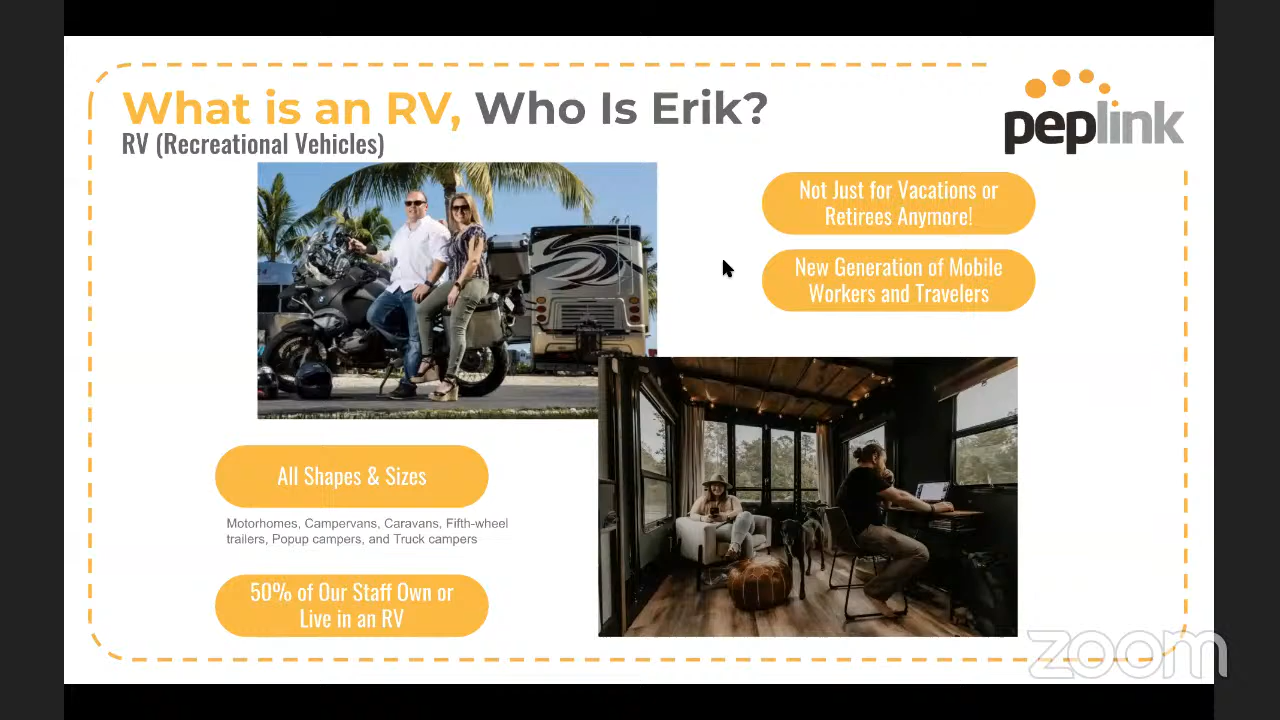 What is an RV, Who Is Erik?
RV (Recreational Vehicles)
peplink
Not Just for Vacations or
Retirees Anymore!
New Generation of Mobile
Workers and Travelers
All Shapes & Sizes
Motorhomes, Campervans, Caravans, Fifth-wheel
trailers, Popup campers, and Truck campers
50% of Our Staff Own or
Live in an RV
zoom